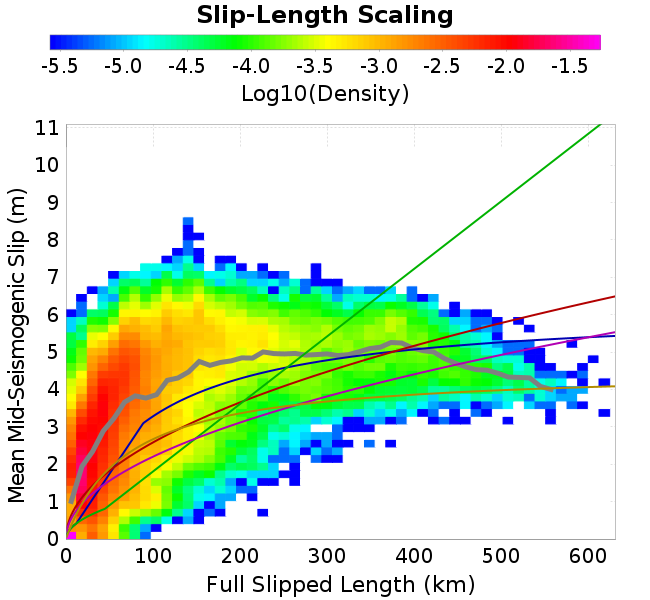 Slip-Length Scaling
-5.5 -5.0 -4.5 -4.0 -3.5 -3.0 -2.5 -2.0 -1.5
Log10(Density)
Mean Mid-Seismogenic Slip (m)
11
10
9
8
7
6
5
4
3
2
1
0
0 100 200 300 400 500 600
Full Slipped Length (km)